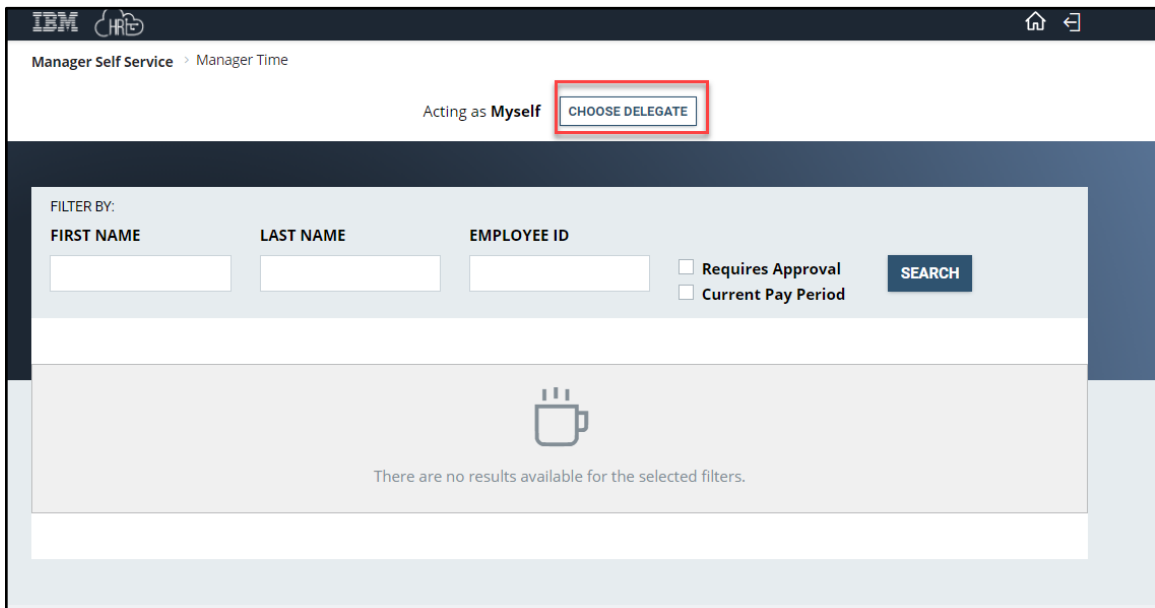 IBM HR
Manager Self Service > Manager Time
Acting as Myself CHOOSE DELEGATE
FILTER BY:
FIRST NAME LAST NAME EMPLOYEE ID
Requires Approval
SEARCH
Current Pay Period
There are no results available for the selected filters.